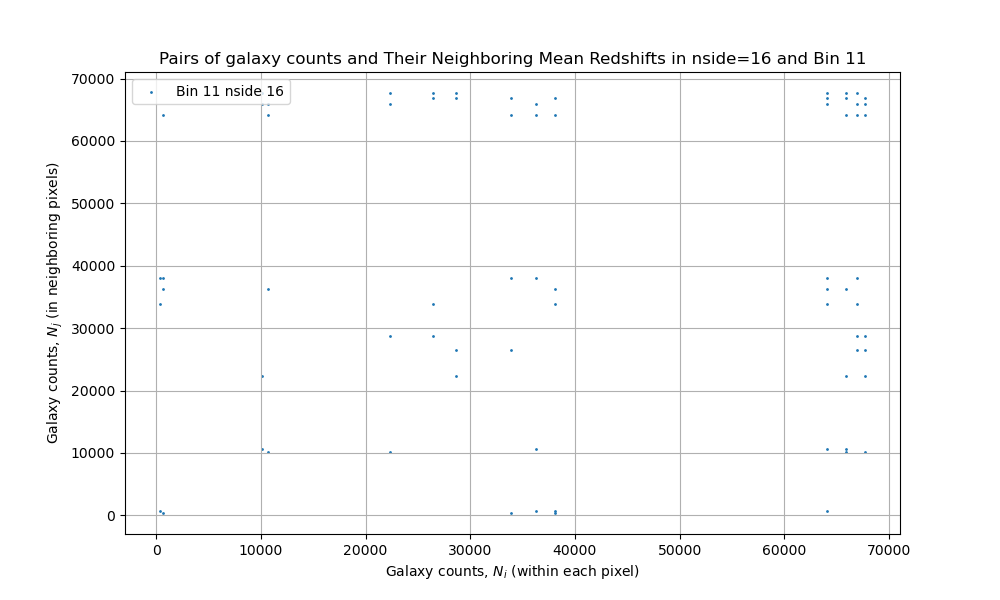 Pairs of galaxy counts and Their Neighboring Mean Redshifts in nside=16 and Bin 11
Bin 11 nside 16
Galaxy counts, N_j (in neighboring pixels)
70000
60000
50000
40000
30000
20000
10000
0
0 10000 20000 30000 40000 50000 60000 70000
Galaxy counts, N_i (within each pixel)